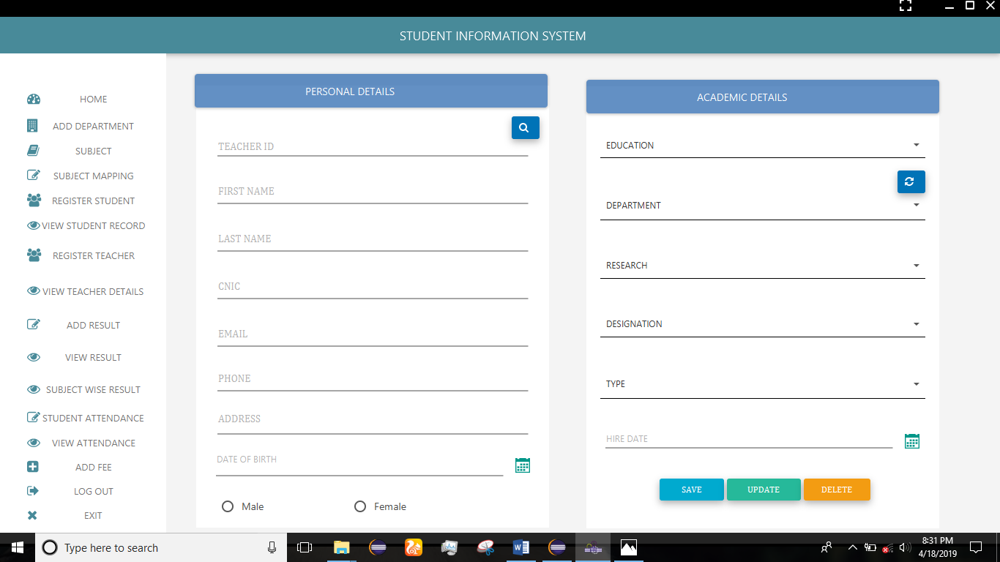 STUDENT INFORMATION SYSTEM
HOME
ADD DEPARTMENT
SUBJECT
SUBJECT MAPPING
REGISTER STUDENT
VIEW STUDENT RECORD
REGISTER TEACHER
VIEW TEACHER DETAILS
ADD RESULT
VIEW RESULT
SUBJECT WISE RESULT
STUDENT ATTENDANCE
VIEW ATTENDANCE
ADD FEE
LOG OUT
EXIT
PERSONAL DETAILS
TEACHER ID
FIRST NAME
LAST NAME
CNIC
EMAIL
PHONE
ADDRESS
DATE OF BIRTH
Male Female
ACADEMIC DETAILS
EDUCATION
DEPARTMENT
RESEARCH
DESIGNATION
TYPE
HIRE DATE
SAVE UPDATE DELETE
Type here to search
8:31 PM
4/18/2019